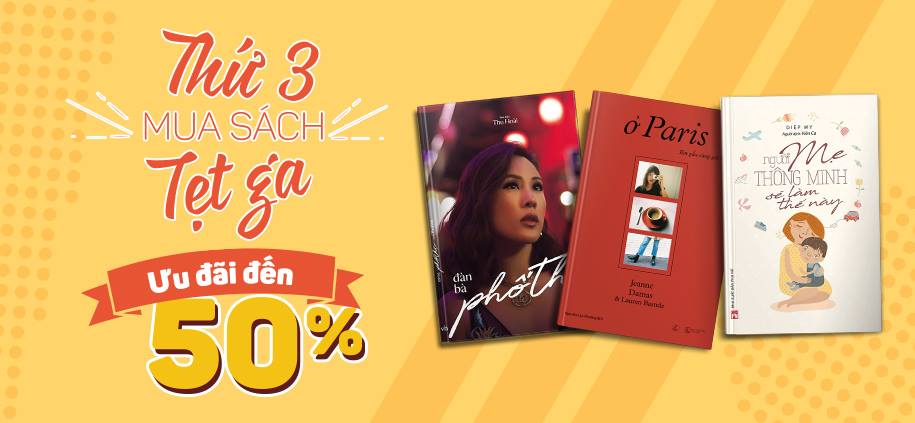 Thứ 3
MUA SÁCH
Tẹt ga
Ưu đãi đến
50%
Thu Hoài
đàn
bà
phố Th
ở Paris
Jeanne
Damas
& Lauren Bastide
DIỆP MY
người Mẹ
THÔNG MINH
sẽ làm
thế này